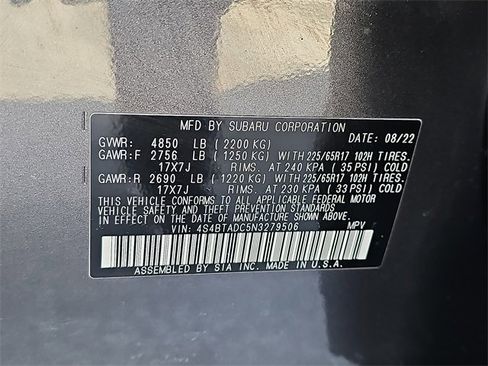 MFD BY SUBARU CORPORATION DATE: 08/22
GVWR: 4850 LB (2200 KG)
GAWR:F 2756 LB (1250 KG) WITH 225/65R17 102H TIRES.
17X7J RIMS. AT 240 KPA (35 PSI) COLD
GAWR:R 2690 LB (1220 KG) WITH 225/65R17 102H TIRES.
17X7J RIMS. AT 230 KPA (33 PSI) COLD
THIS VEHICLE CONFORMS TO ALL APPLICABLE FEDERAL MOTOR
VEHICLE SAFETY AND THEFT PREVENTION STANDARDS
IN EFFECT ON THE DATE OF MANUFACTURE SHOWN ABOVE.
VIN: 4S4BTADC5N3279506 MPV
ASSEMBLED BY SIA INC. MADE IN U.S.A.